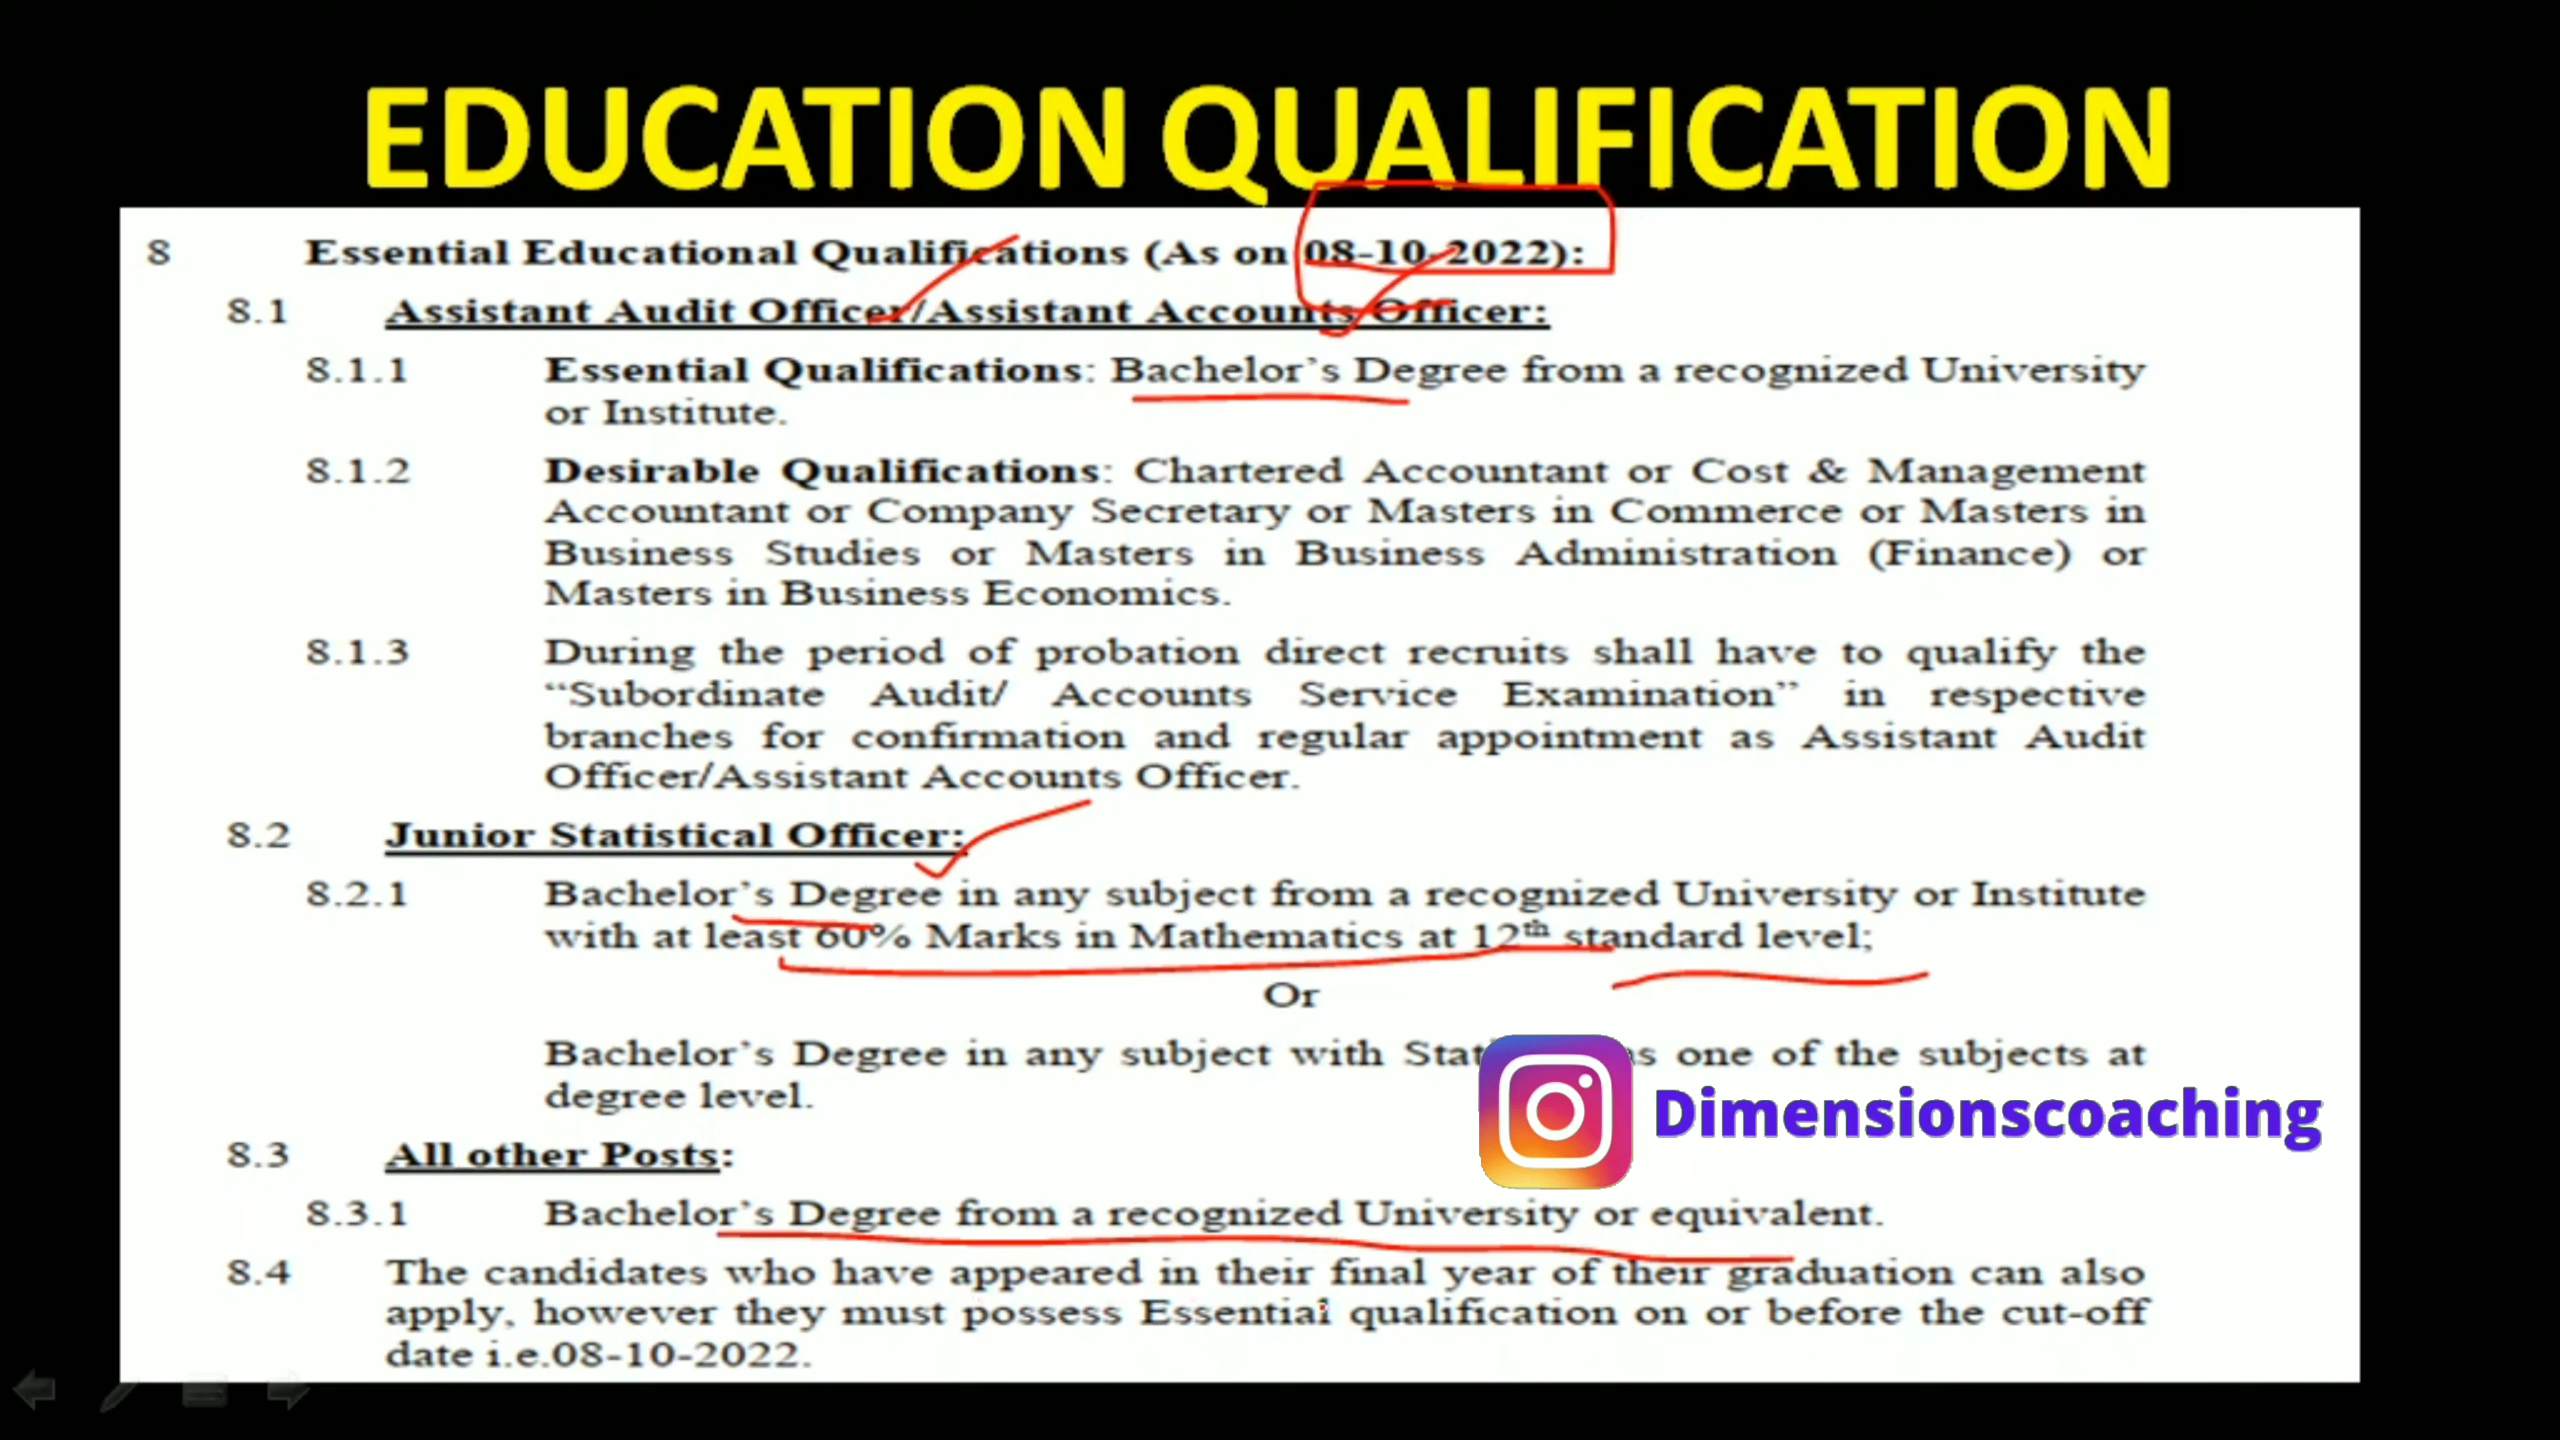 EDUCATION QUALIFICATION
8 Essential Educational Qualifications (As on 08-10-2022):
8.1 Assistant Audit Officer/Assistant Accounts Officer:
8.1.1 Essential Qualifications: Bachelor's Degree from a recognized University
or Institute.
8.1.2 Desirable Qualifications: Chartered Accountant or Cost & Management
Accountant or Company Secretary or Masters in Commerce or Masters in
Business Studies or Masters in Business Administration (Finance) or
Masters in Business Economics.
8.1.3 During the period of probation direct recruits shall have to qualify the
“Subordinate Audit/ Accounts Service Examination” in respective
branches for confirmation and regular appointment as Assistant Audit
Officer/Assistant Accounts Officer.
8.2 Junior Statistical Officer:
8.2.1 Bachelor's Degree in any subject from a recognized University or Institute
with at least 60% Marks in Mathematics at 12th standard level;
Or
Bachelor's Degree in any subject with as one of the subjects at
degree level.
Dimensionscoaching
8.3 All other Posts:
8.3.1 Bachelor's Degree from a recognized University or equivalent.
8.4 The candidates who have appeared in their final year of their graduation can also
apply, however they must possess Essential qualification on or before the cut-off
date i.e.08-10-2022.